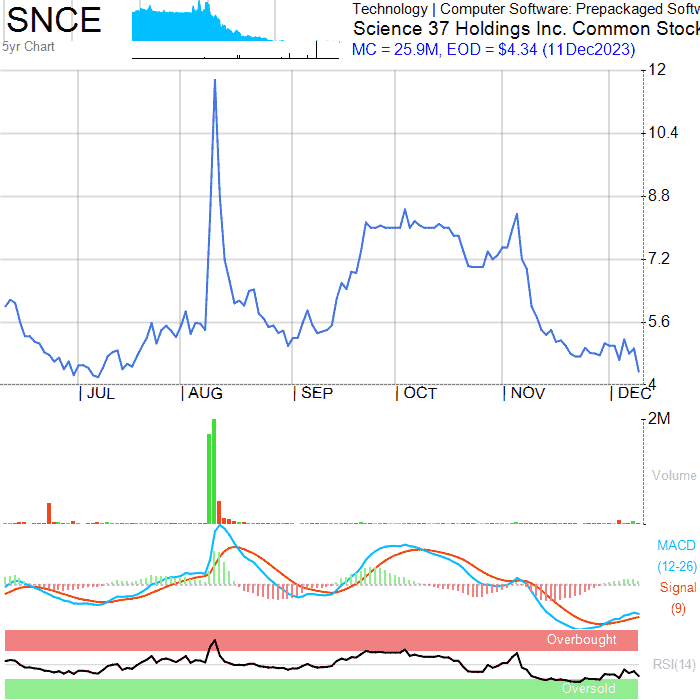 SNCE
5yr Chart
Technology | Computer Software: Prepackaged Softw
Science 37 Holdings Inc. Common Stock
MC = 25.9M, EOD = $4.34 (11Dec2023)
12
10.4
8.8
7.2
5.6
4
JUL
AUG
SEP
OCT
NOV
DEC
2M
Volume
MACD
(12-26)
Signal
(9)
Overbought
RSI(14)
Oversold